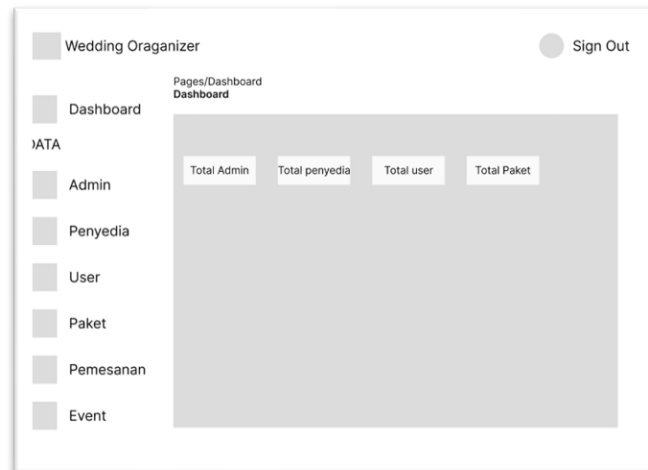 Wedding Oraganizer
Sign Out
Pages/Dashboard
Dashboard
Dashboard
DATA
Admin
Penyedia
User
Paket
Pemesanan
Event
Total Admin
Total penyedia
Total user
Total Paket